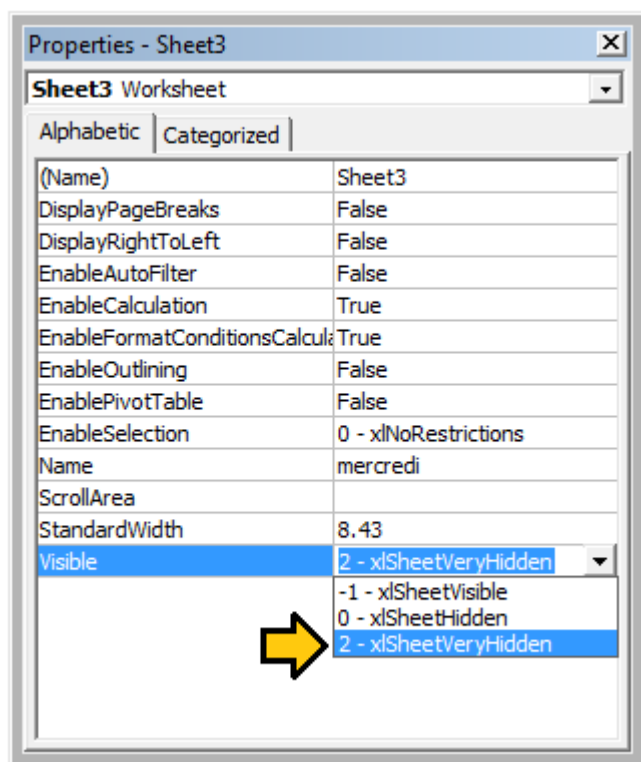 Properties - Sheet3
Sheet3 Worksheet
Alphabetic Categorized
(Name) Sheet3
DisplayPageBreaks False
DisplayRightToLeft False
EnableAutoFilter False
EnableCalculation True
EnableFormatConditionsCalcula True
EnableOutlining False
EnablePivotTable False
EnableSelection 0 - xlNoRestrictions
Name mercredi
ScrollArea
StandardWidth 8.43
Visible 2 - xlSheetVeryHidden
-1 - xlSheetVisible
0 - xlSheetHidden
2 - xlSheetVeryHidden